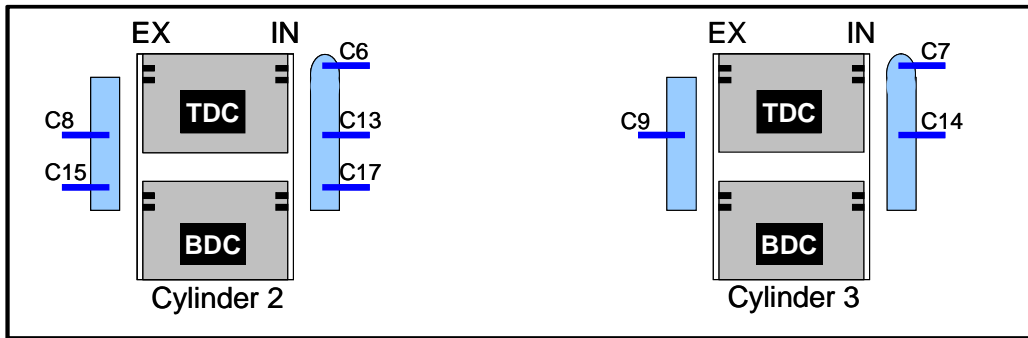 EX IN
C6
TDC
C8
C13
C15
C17
BDC
Cylinder 2
EX IN
C7
TDC
C9
C14
BDC
Cylinder 3